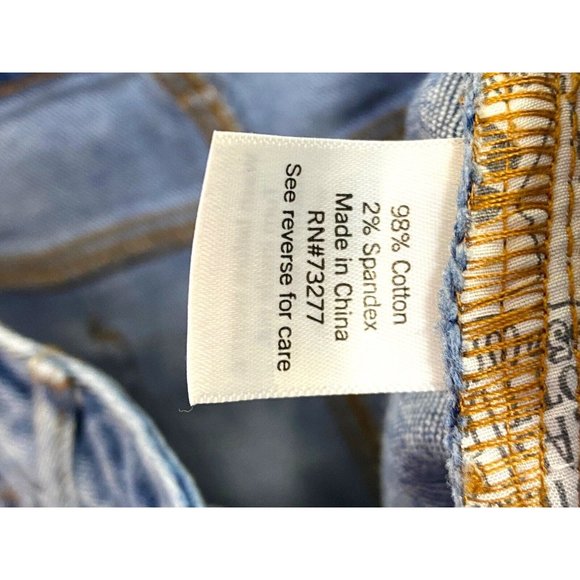 98% Cotton
2% Spandex
Made in China
RN#73277
See reverse for care